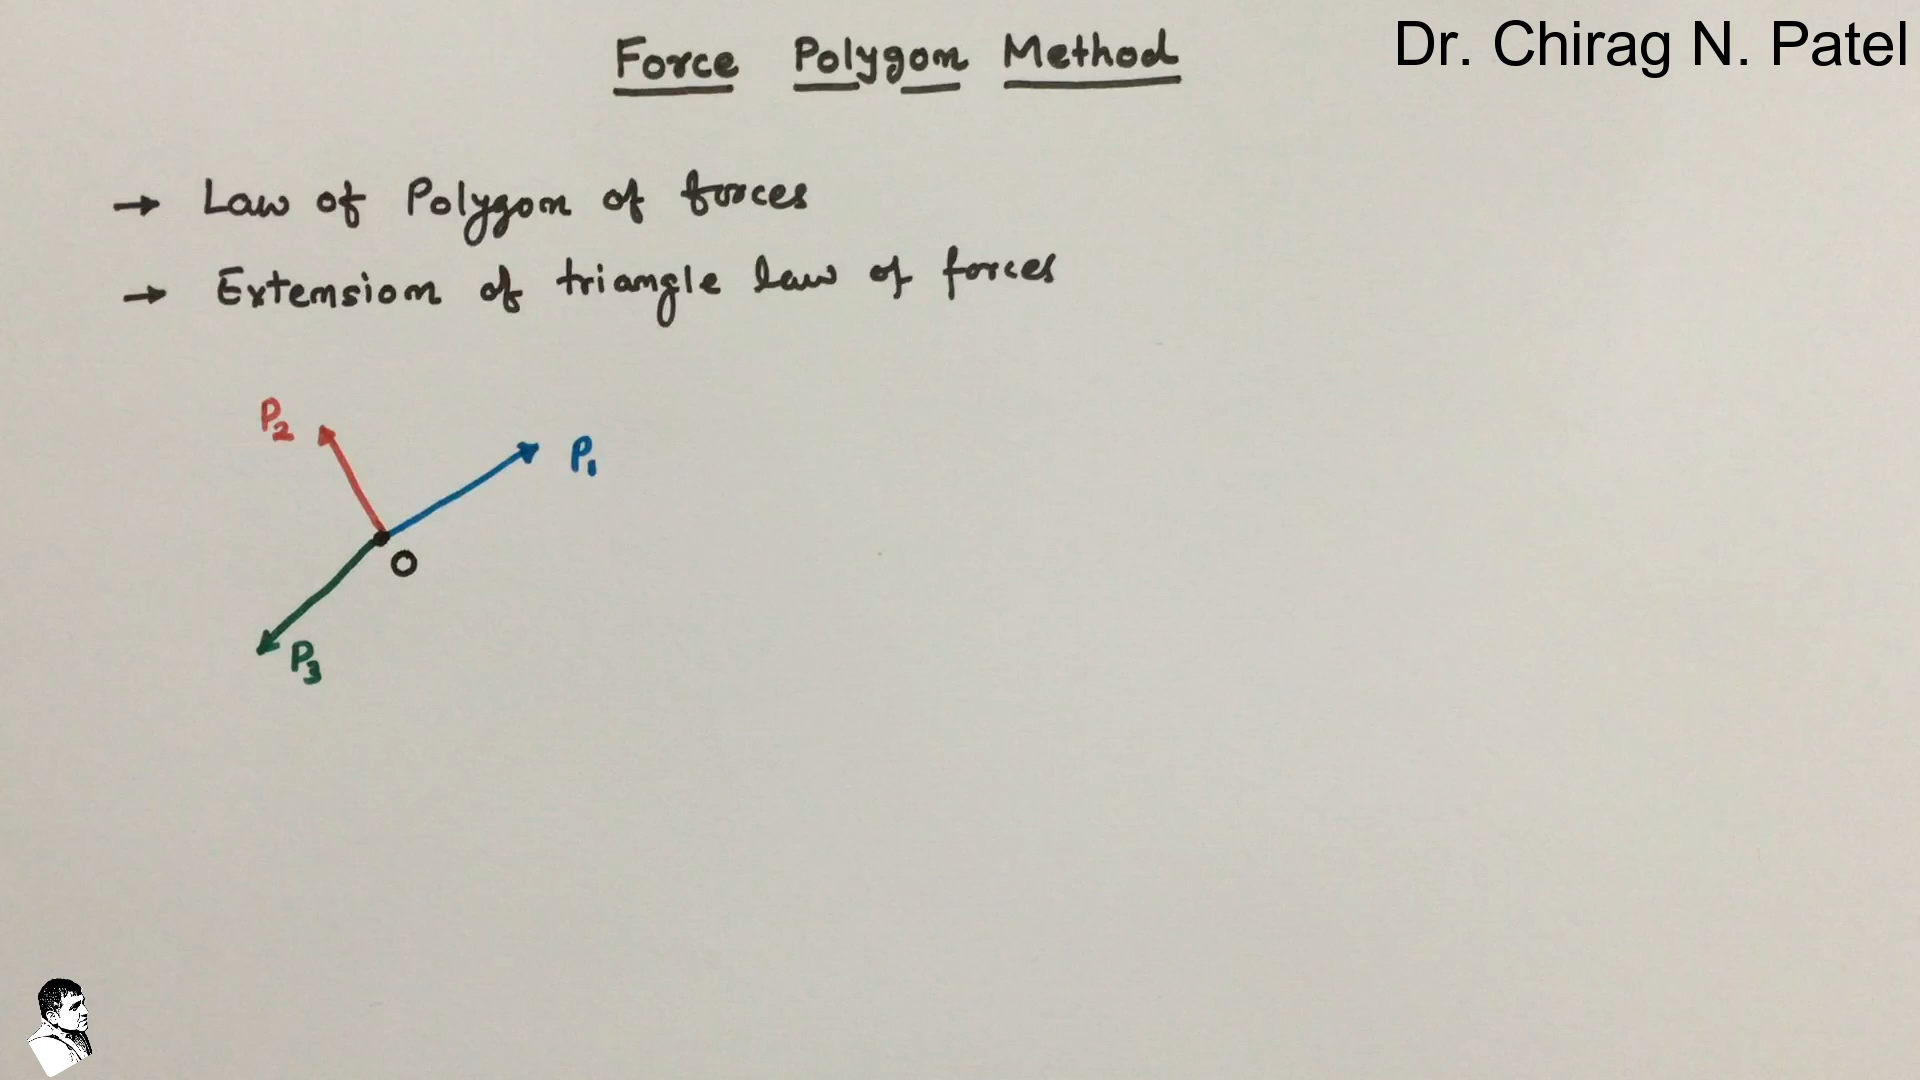 Force Polygon Method
Dr. Chirag N. Patel
→ Law of Polygon of forces
→ Extension of triangle law of forces
P2
P1
O
P3